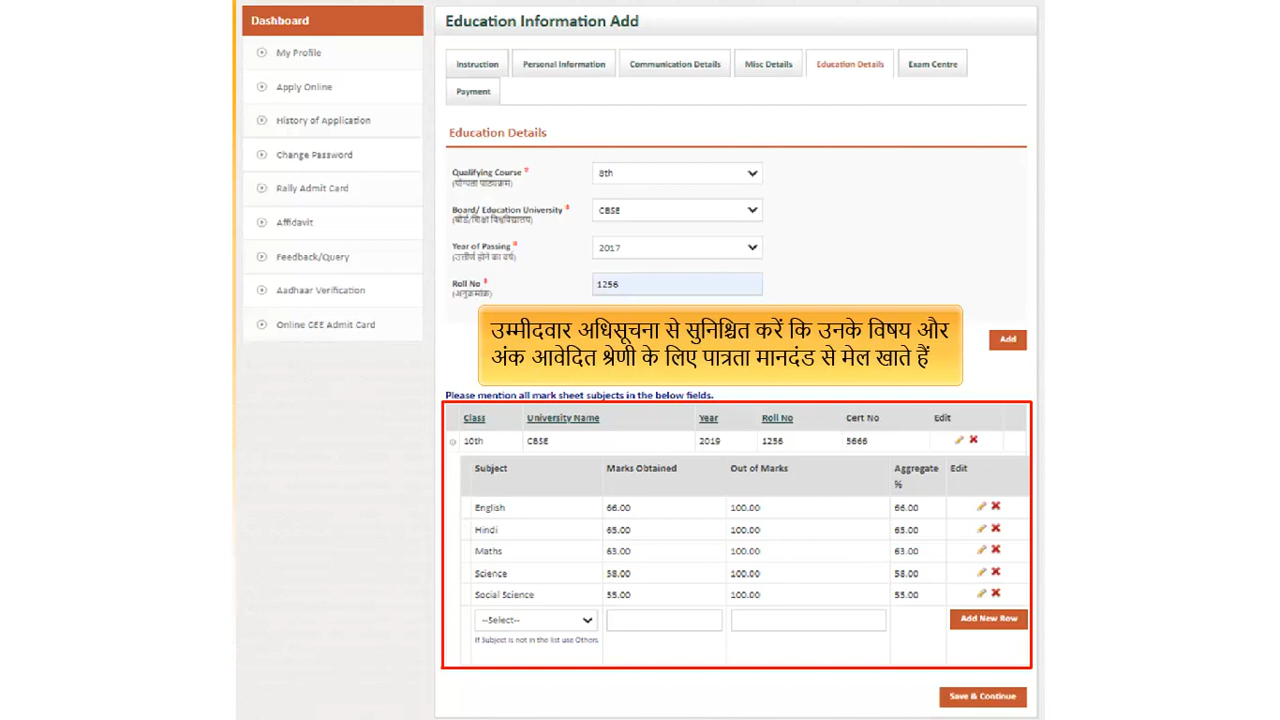 Dashboard
My Profile
Apply Online
History of Application
Change Password
Rally Admit Card
Affidavit
Feedback/Query
Aadhaar Verification
Online CEE Admit Card
Education Information Add
Instruction Personal Information Communication Details Misc Details Education Details Exam Centre
Payment
Education Details
Qualifying Course * 8th
(योग्यता पाठ्यक्रम)
Board/ Education University * CBSE
(बोर्ड/शिक्षा विश्वविद्यालय)
Year of Passing * 2017
(उत्तीर्ण होने का वर्ष)
Roll No * 1256
(अनुक्रमांक)
उम्मीदवार अधिसूचना से सुनिश्चित करें कि उनके विषय और
अंक आवेदित श्रेणी के लिए पात्रता मानदंड से मेल खाते हैं
Add
Please mention all mark sheet subjects in the below fields.
Class University Name Year Roll No Cert No Edit
10th CBSE 2019 1256 5666
Subject Marks Obtained Out of Marks Aggregate % Edit
English 66.00 100.00 66.00
Hindi 65.00 100.00 65.00
Maths 63.00 100.00 63.00
Science 58.00 100.00 58.00
Social Science 55.00 100.00 55.00
--Select-- Add New Row
If Subject is not in the list use Others.
Save & Continue